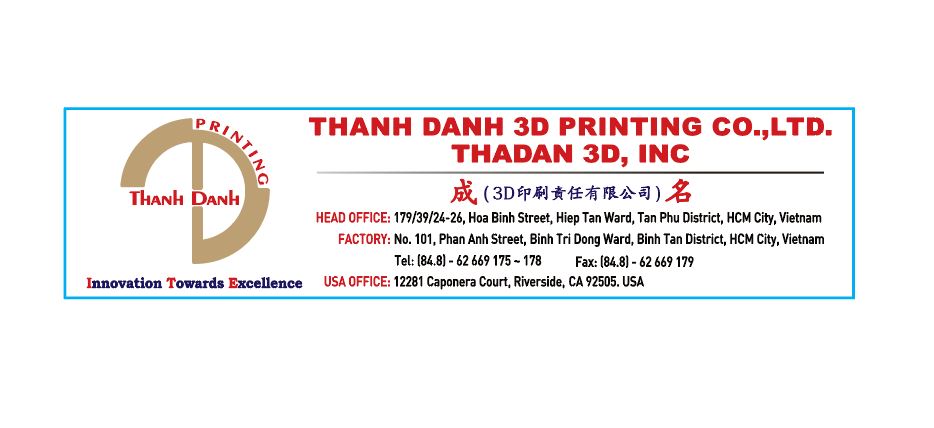 PRINTING
THANH DANH
Innovation Towards Excellence
THANH DANH 3D PRINTING CO.,LTD.
THADAN 3D, INC
成(3D印刷責任有限公司)名
HEAD OFFICE: 179/39/24-26, Hoa Binh Street, Hiep Tan Ward, Tan Phu District, HCM City, Vietnam
FACTORY: No. 101, Phan Anh Street, Binh Tri Dong Ward, Binh Tan District, HCM City, Vietnam
Tel: (84.8) - 62 669 175 ~ 178 Fax: (84.8) - 62 669 179
USA OFFICE: 12281 Caponera Court, Riverside, CA 92505. USA